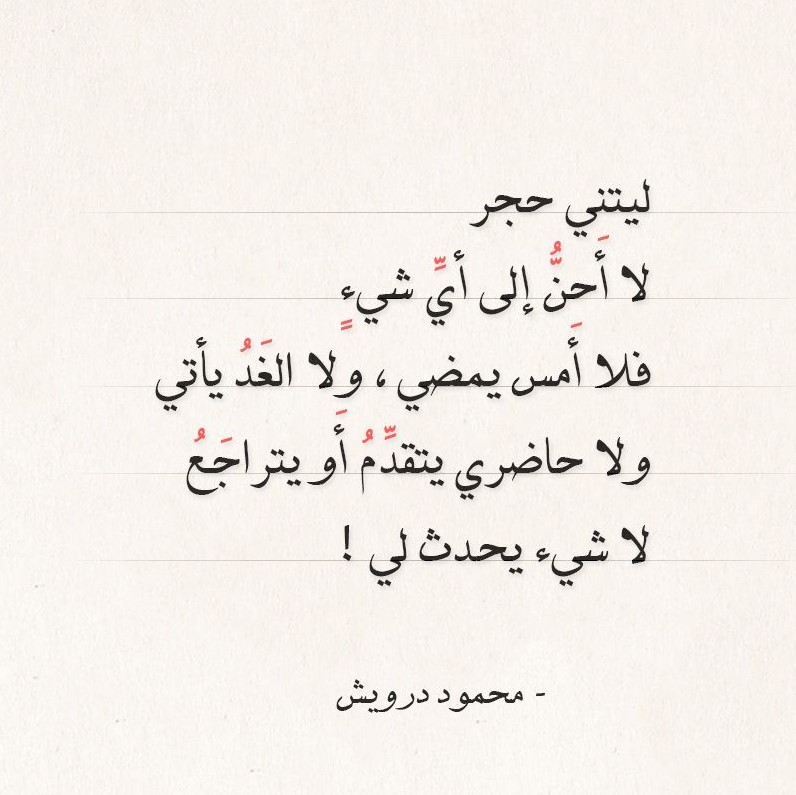 ليتني حجر
لا أَحنُّ إلى أيِّ شيءٍ
فلا أَمس يمضي ، ولا الغَدُ يأتي
ولا حاضري يتقدِّمُ أَو يتراجَعُ
لا شيء يحدث لي !
- محمود درويش